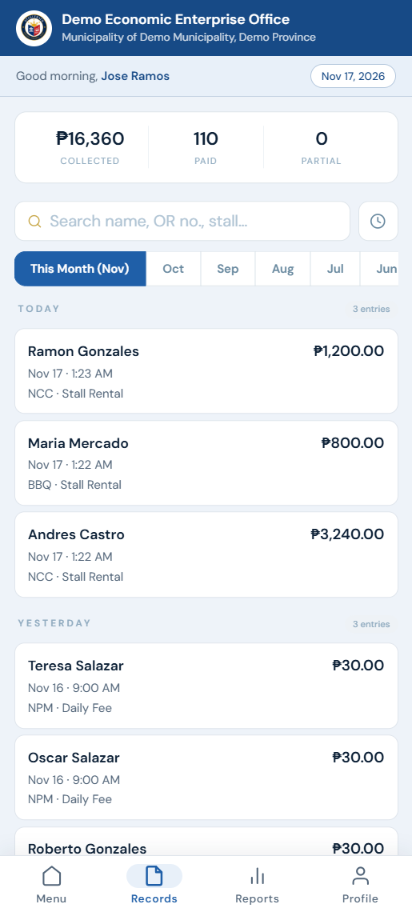 Demo Economic Enterprise Office
Municipality of Demo Municipality, Demo Province
Good morning, Jose Ramos
Nov 17, 2026
₱16,360
110
0
COLLECTED
PAID
PARTIAL
Search name, OR no., stall...
This Month (Nov)
Oct
Sep
Aug
Jul
Jun
TODAY
3 entries
Ramon Gonzales
₱1,200.00
Nov 17 · 1:23 AM
NCC · Stall Rental
Maria Mercado
₱800.00
Nov 17 · 1:22 AM
BBQ · Stall Rental
Andres Castro
₱3,240.00
Nov 17 · 1:22 AM
NCC · Stall Rental
YESTERDAY
3 entries
Teresa Salazar
₱30.00
Nov 16 · 9:00 AM
NPM · Daily Fee
Oscar Salazar
₱30.00
Nov 16 · 9:00 AM
NPM · Daily Fee
Roberto Gonzales
₱30.00
Menu
Records
Reports
Profile